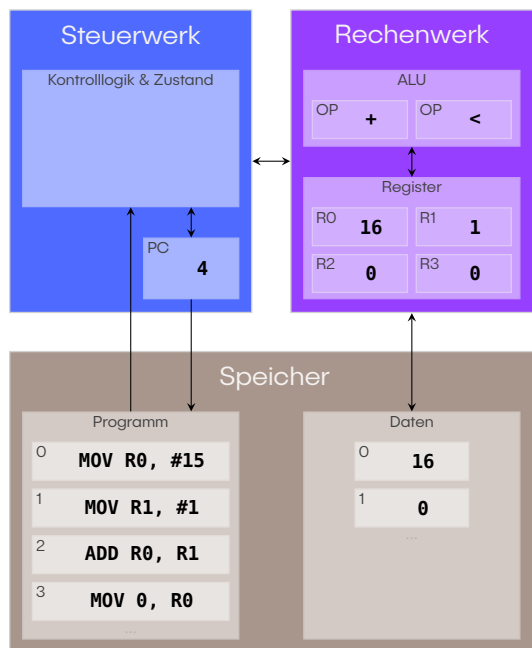 Steuerwerk
Kontrolllogik & Zustand
PC
4
Rechenwerk
ALU
OP
+
OP
<
Register
R0
16
R1
1
R2
0
R3
0
Speicher
Programm
0
MOV R0, #15
1
MOV R1, #1
2
ADD R0, R1
3
MOV 0, R0
...
Daten
0
16
1
0
...